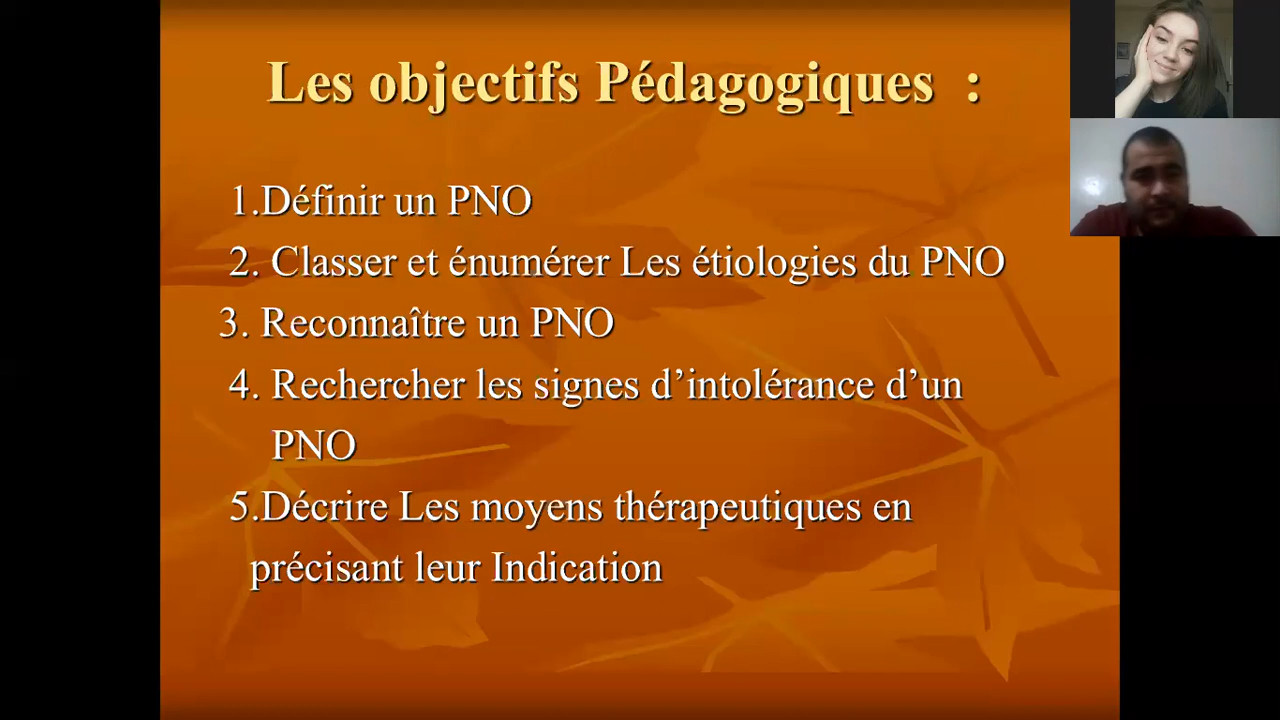 Les objectifs Pédagogiques :
1.Définir un PNO
2. Classer et énumérer Les étiologies du PNO
3. Reconnaître un PNO
4. Rechercher les signes d’intolérance d’un
PNO
5.Décrire Les moyens thérapeutiques en
précisant leur Indication